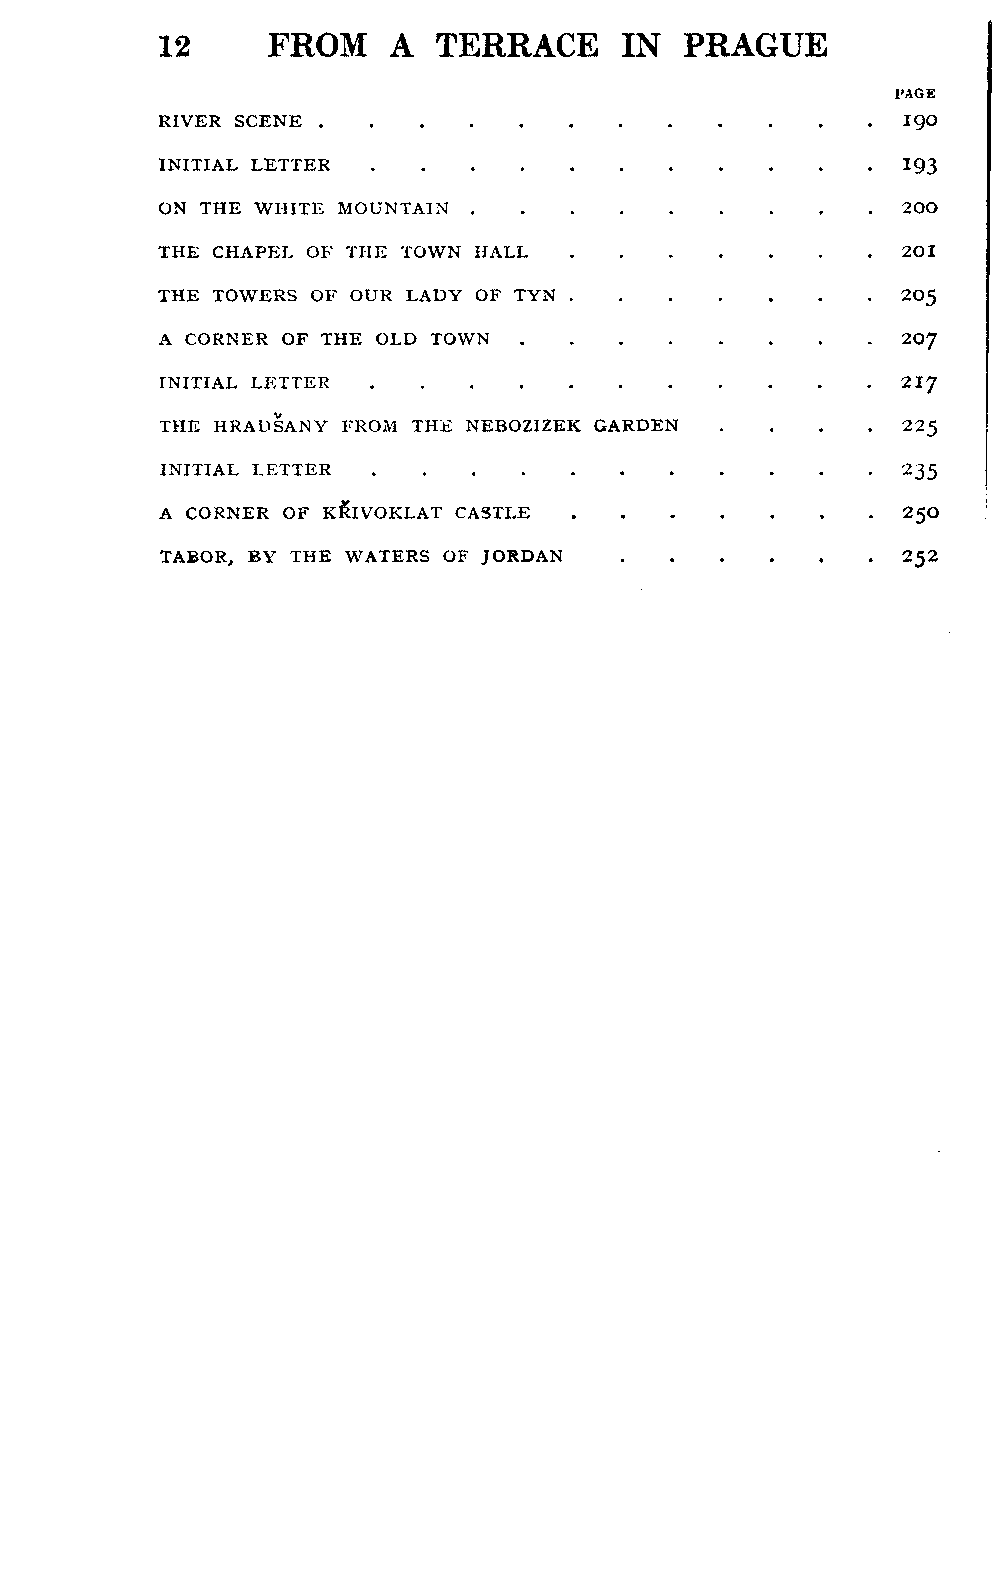 12 FROM A TERRACE IN PRAGUE
PAGE
RIVER SCENE . . . . . . . . . . . . 190
INITIAL LETTER . . . . . . . . . . . 193
ON THE WHITE MOUNTAIN . . . . . . . . . 200
THE CHAPEL OF THE TOWN HALL . . . . . . . 201
THE TOWERS OF OUR LADY OF TYN . . . . . . . 205
A CORNER OF THE OLD TOWN . . . . . . . . 207
INITIAL LETTER . . . . . . . . . . . 217
THE HRADŠANY FROM THE NEBOZIZEK GARDEN . . . . 225
INITIAL LETTER . . . . . . . . . . . 235
A CORNER OF KŘIVOKLAT CASTLE . . . . . . . 250
TABOR, BY THE WATERS OF JORDAN . . . . . . 252